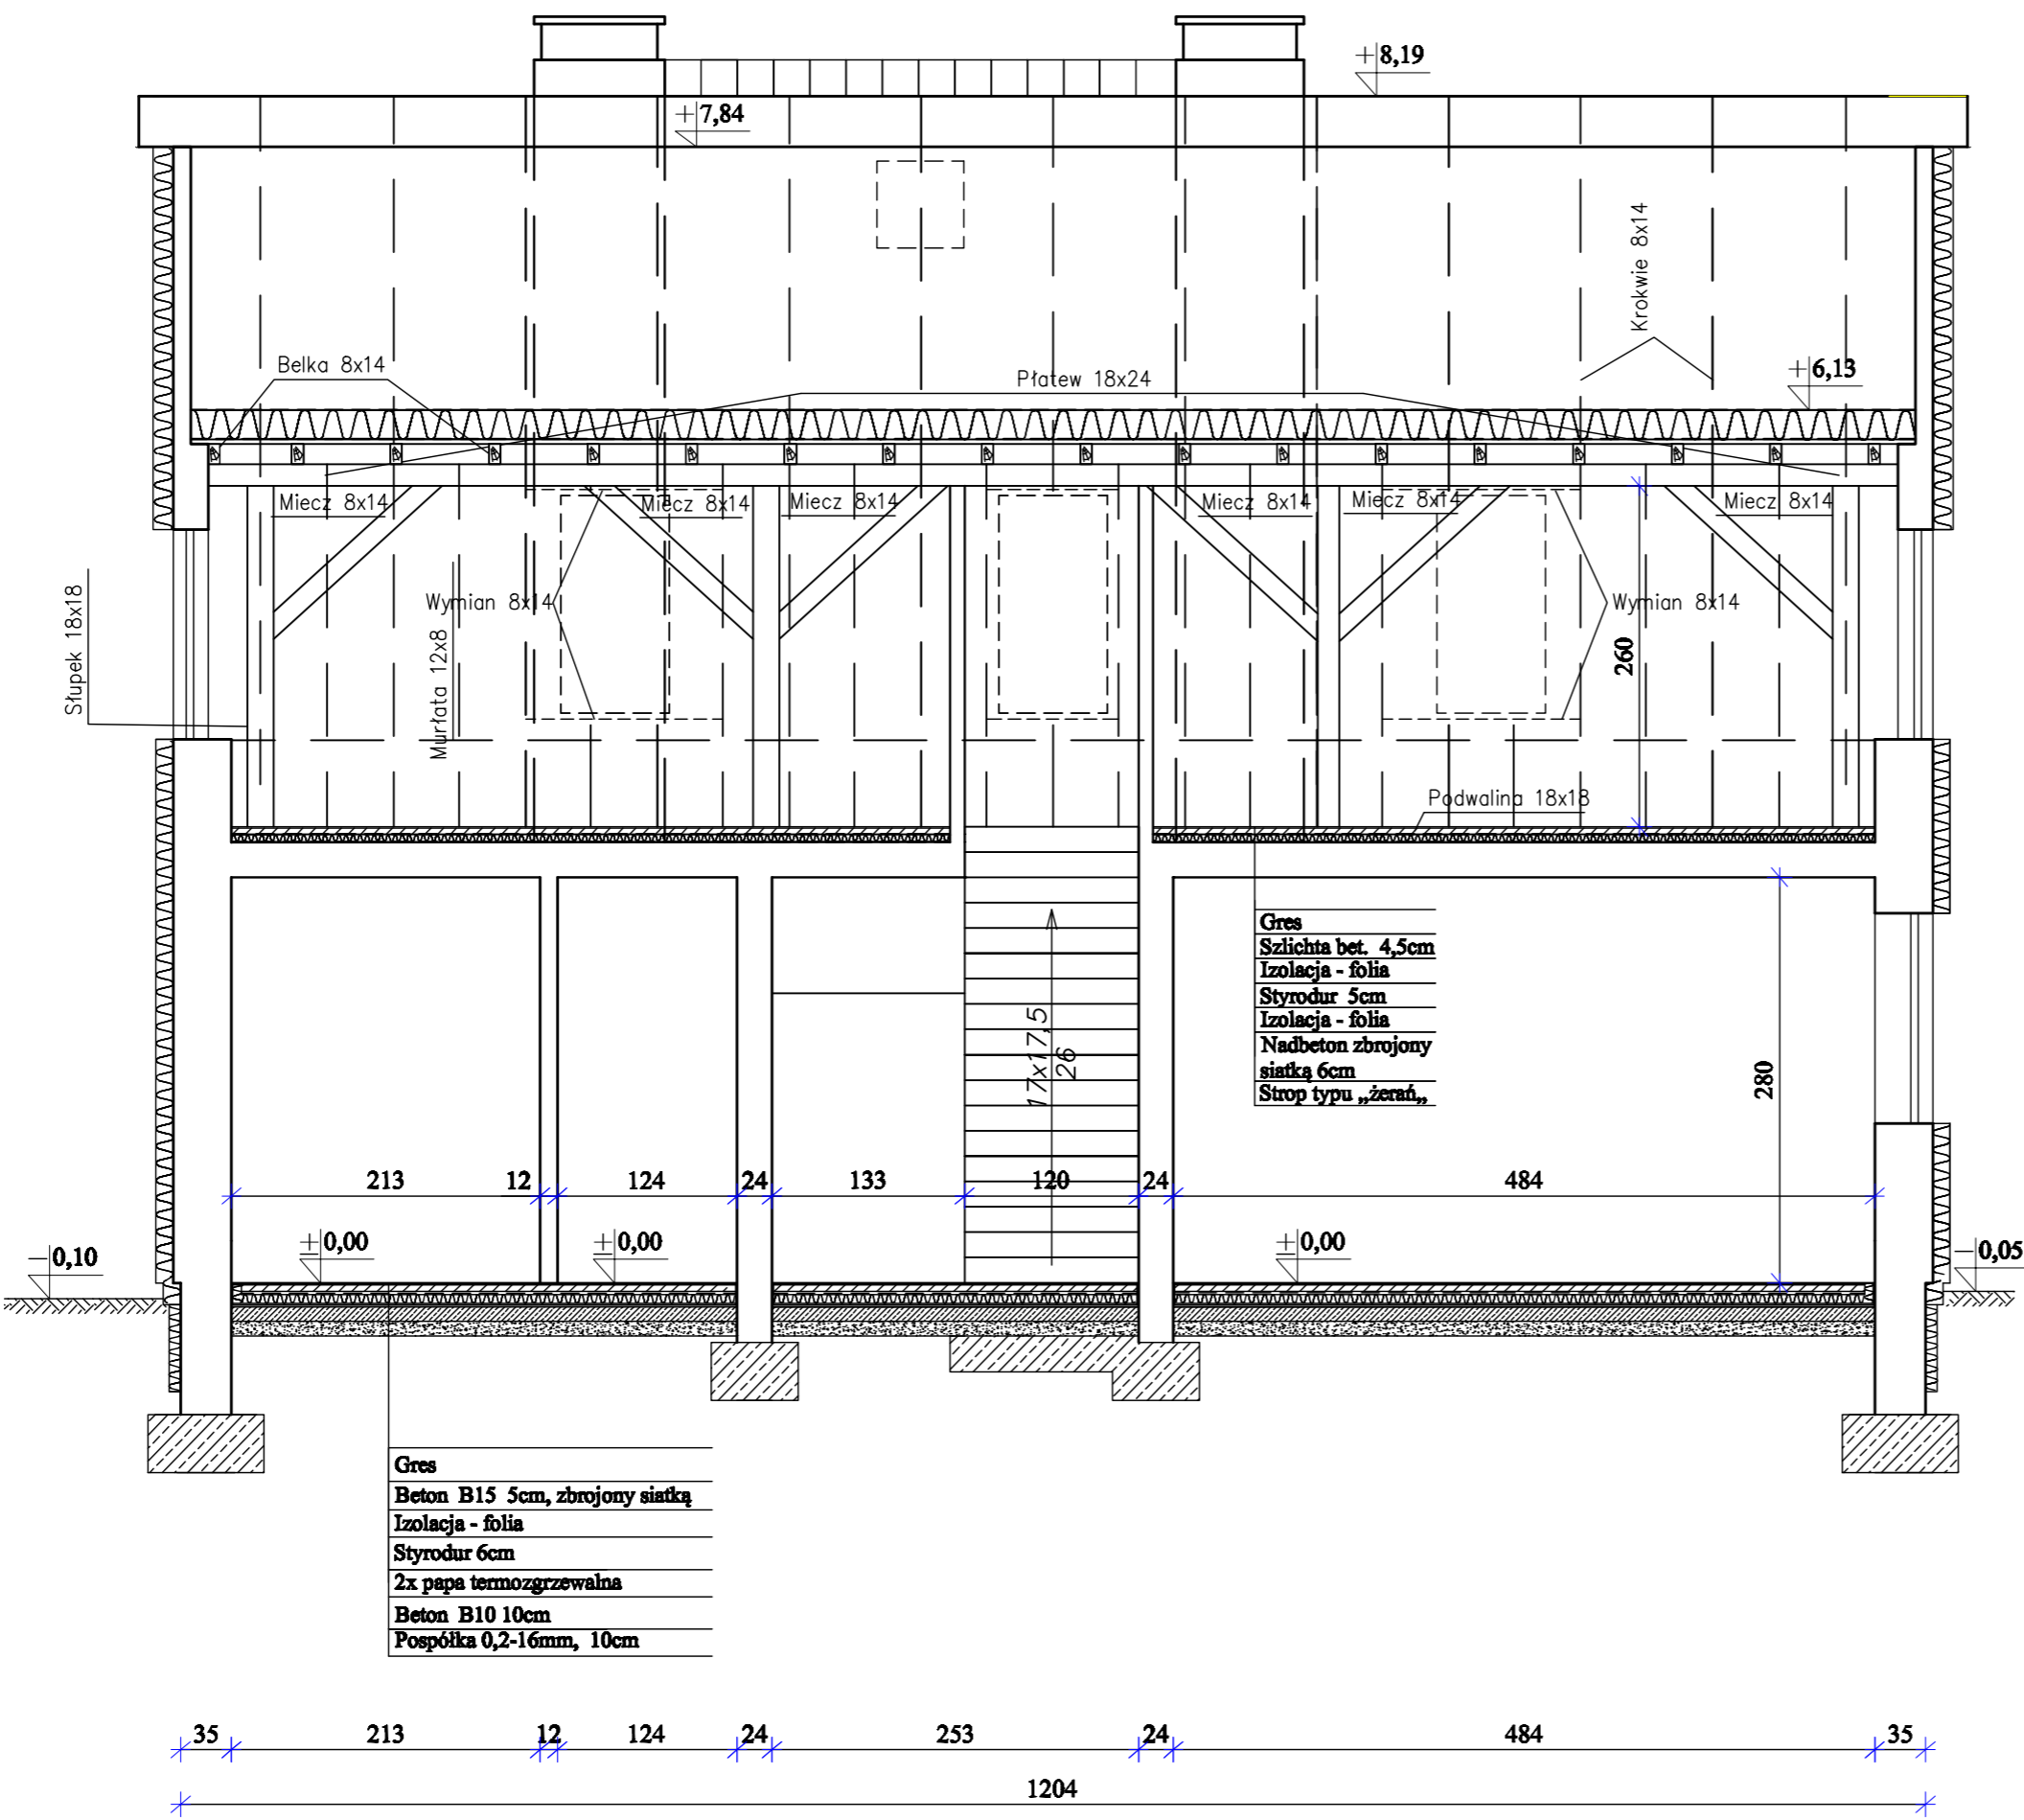 +8,19
+7,84
Krokwie 8x14
Belka 8x14
Płatew 18x24
+6,13
Miecz 8x14
Miecz 8x14
Miecz 8x14
Miecz 8x14
Miecz 8x14
Miecz 8x14
Słupek 18x18
Wymian 8x14
Murłata 12x8
Wymian 8x14
260
Podwalina 18x18
Gres
Szlichta bet. 4,5cm
Izolacja - folia
Styrodur 5cm
Izolacja - folia
Nadbeton zbrojony
siatką 6cm
Strop typu „żerań„
17x17,5
26
280
213 12 124 24 133 120 24 484
±0,00
±0,00
±0,00
-0,10
-0,05
Gres
Beton B15 5cm, zbrojony siatką
Izolacja - folia
Styrodur 6cm
2x papa termozgrzewalna
Beton B10 10cm
Pospółka 0,2-16mm, 10cm
35 213 12 124 24 253 24 484 35
1204